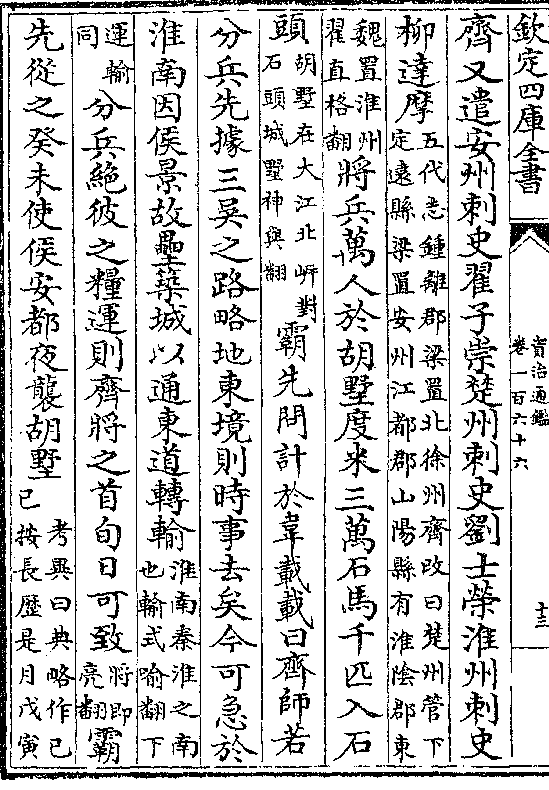 欽定四庫全書
資治通鑑
卷一百六十六
十三
齊又遣安州刺史翟子崇楚州刺史劉士榮淮州刺史
柳達摩五代志鍾離郡梁置北徐州齊改曰楚州管下定遠縣梁置安州江都郡山陽縣有淮陰郡東
魏置淮州翟直格翻將兵萬人於胡墅度米三萬石馬千匹入石
頭胡墅在大江北㟁對石頭城墅神與翻霸先問計於韋載載曰齊師若
分兵先據三吳之路略地東境則時事去矣今可急於
淮南因侯景故壘築城以通東道轉輸淮南秦淮之南也輸式喻翻下
運輸同分兵絶彼之糧運則齊將之首旬日可致將即亮翻霸
先從之癸未使侯安都夜襲胡墅考異曰典略作己已按長歴是月戊寅